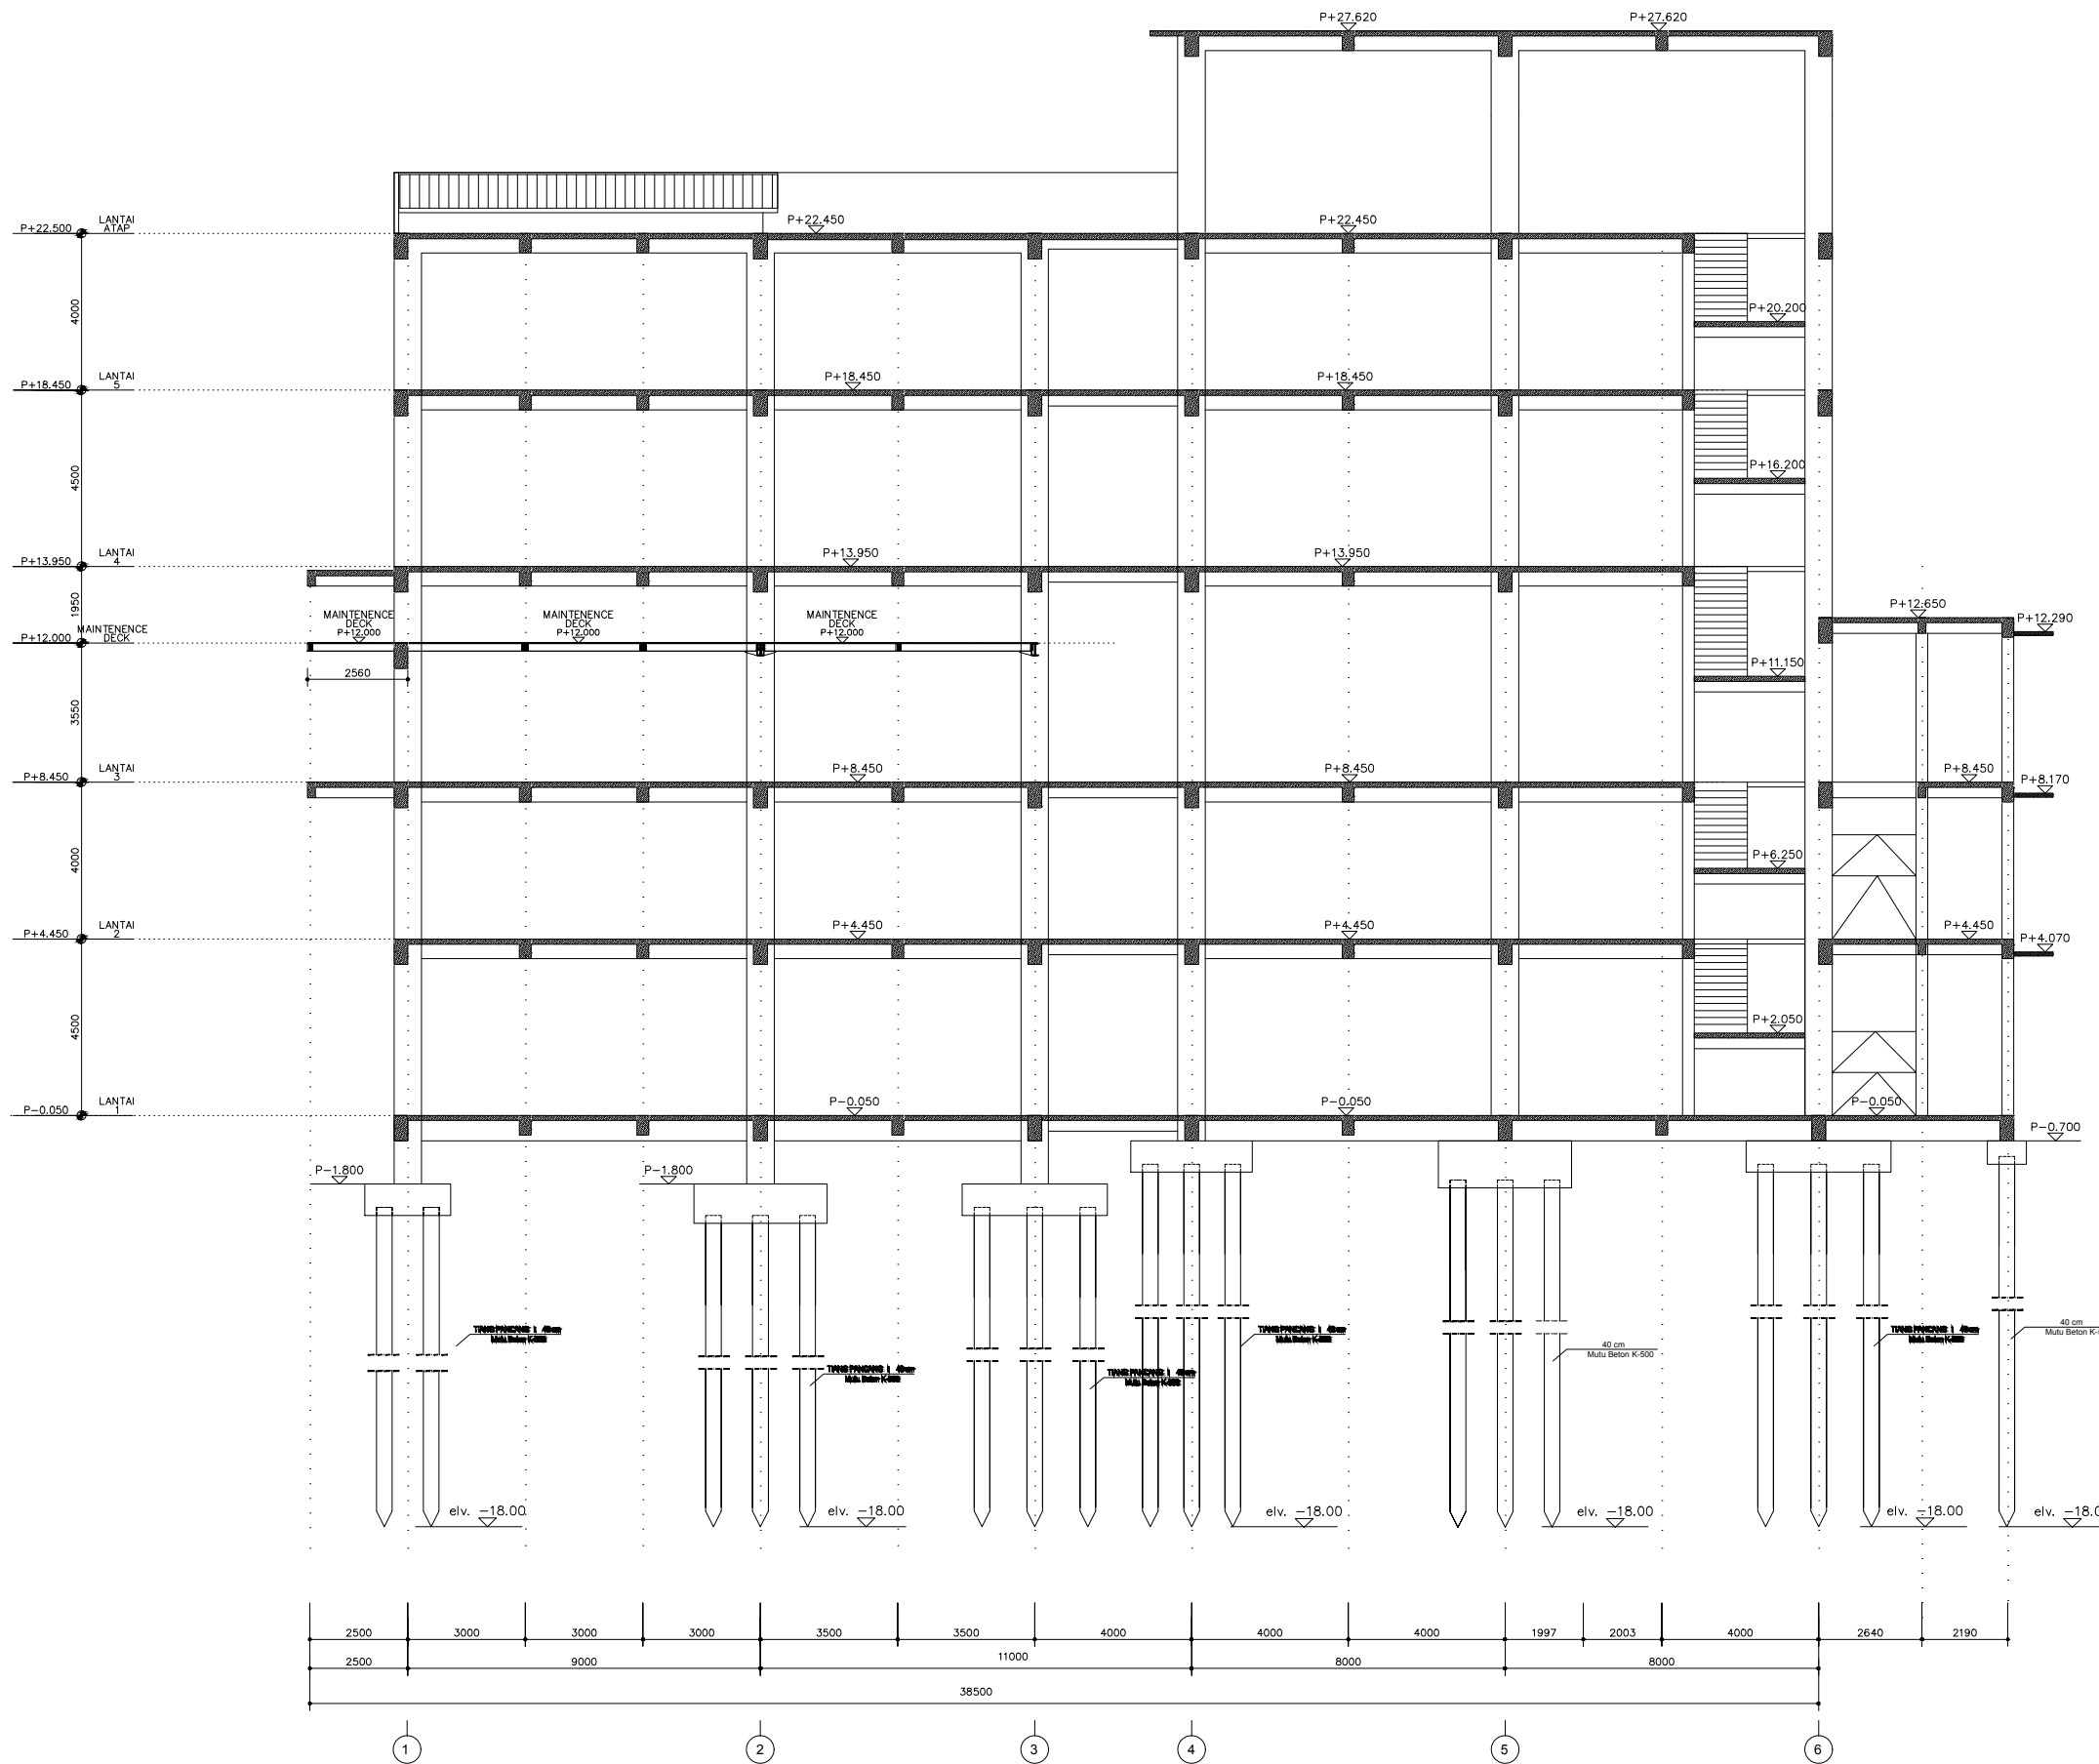 P+27.620
P+27.620
LANTAI
ATAP
P+22.500
P+22.450
P+22.450
4000
P+20.200
LANTAI
5
P+18.450
P+18.450
P+18.450
4500
P+16.200
LANTAI
4
P+13.950
P+13.950
P+13.950
1950
MAINTENENCE
DECK
P+12.000
MAINTENENCE
DECK
P+12.000
MAINTENENCE
DECK
P+12.000
MAINTENENCE
DECK
P+12.000
P+12.650
P+12.290
2560
P+11.150
3550
LANTAI
3
P+8.450
P+8.450
P+8.450
P+8.450
P+8.170
4000
P+6.250
LANTAI
2
P+4.450
P+4.450
P+4.450
P+4.450
P+4.070
4500
P+2.050
LANTAI
1
P-0.050
P-0.050
P-0.050
P-0.050
P-0.700
P-1.800
P-1.800
40 cm
Mutu Beton K-500
40 cm
Mutu Beton
elv. -18.00
elv. -18.00
elv. -18.00
elv. -18.00
elv. -18.00
elv.
2500 3000 3000 3000 3500 3500 4000 4000 4000 1997 2003 4000 2640 2190
2500 9000 11000 8000 8000
38500
1 2 3 4 5 6